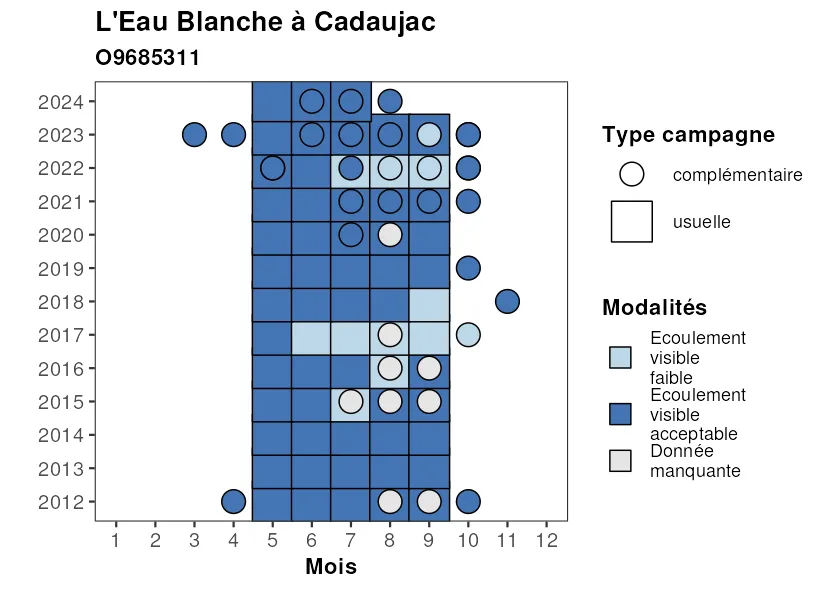 L'Eau Blanche à Cadaujac
O9685311
2024
2023
2022
2021
2020
2019
2018
2017
2016
2015
2014
2013
2012
1 2 3 4 5 6 7 8 9 10 11 12
Mois
Type campagne
complémentaire
usuelle
Modalités
Ecoulement
visible
faible
Ecoulement
visible
acceptable
Donnée
manquante